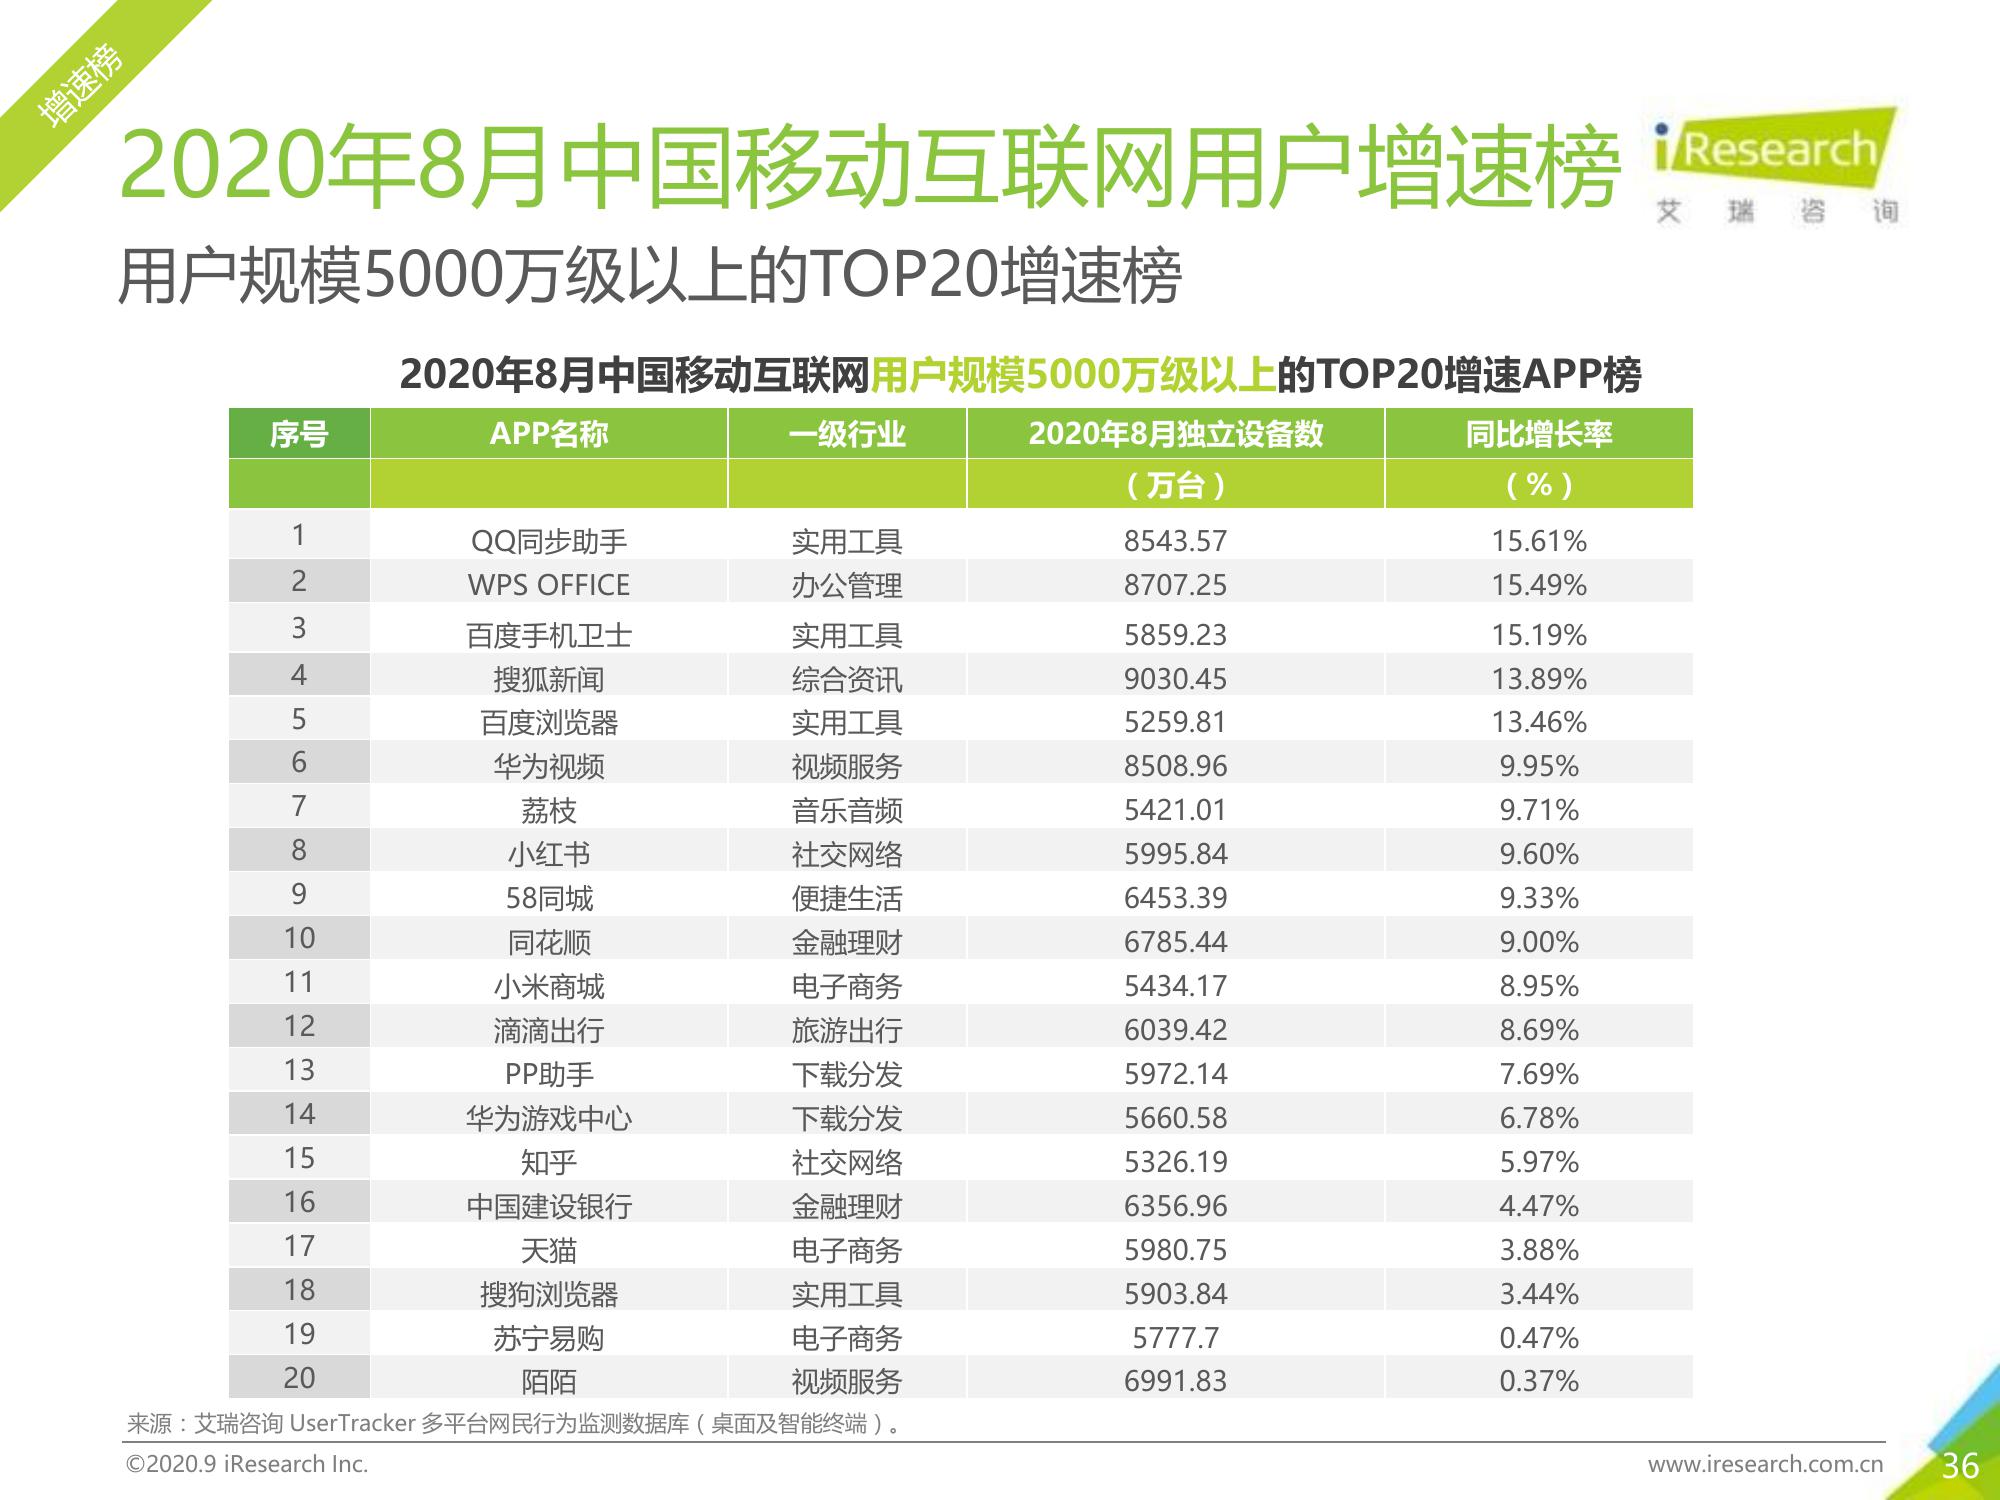 增速榜
2020年8月中国移动互联网用户增速榜
iResearch
艾瑞咨询
用户规模5000万级以上的TOP20增速榜
2020年8月中国移动互联网用户规模5000万级以上的TOP20增速APP榜
序号 APP名称 一级行业 2020年8月独立设备数 同比增长率
（万台） （%）
1 QQ同步助手 实用工具 8543.57 15.61%
2 WPS OFFICE 办公管理 8707.25 15.49%
3 百度手机卫士 实用工具 5859.23 15.19%
4 搜狐新闻 综合资讯 9030.45 13.89%
5 百度浏览器 实用工具 5259.81 13.46%
6 华为视频 视频服务 8508.96 9.95%
7 荔枝 音乐音频 5421.01 9.71%
8 小红书 社交网络 5995.84 9.60%
9 58同城 便捷生活 6453.39 9.33%
10 同花顺 金融理财 6785.44 9.00%
11 小米商城 电子商务 5434.17 8.95%
12 滴滴出行 旅游出行 6039.42 8.69%
13 PP助手 下载分发 5972.14 7.69%
14 华为游戏中心 下载分发 5660.58 6.78%
15 知乎 社交网络 5326.19 5.97%
16 中国建设银行 金融理财 6356.96 4.47%
17 天猫 电子商务 5980.75 3.88%
18 搜狗浏览器 实用工具 5903.84 3.44%
19 苏宁易购 电子商务 5777.7 0.47%
20 陌陌 视频服务 6991.83 0.37%
来源：艾瑞咨询 UserTracker 多平台网民行为监测数据库（桌面及智能终端）。
©2020.9 iResearch Inc. www.iresearch.com.cn 36